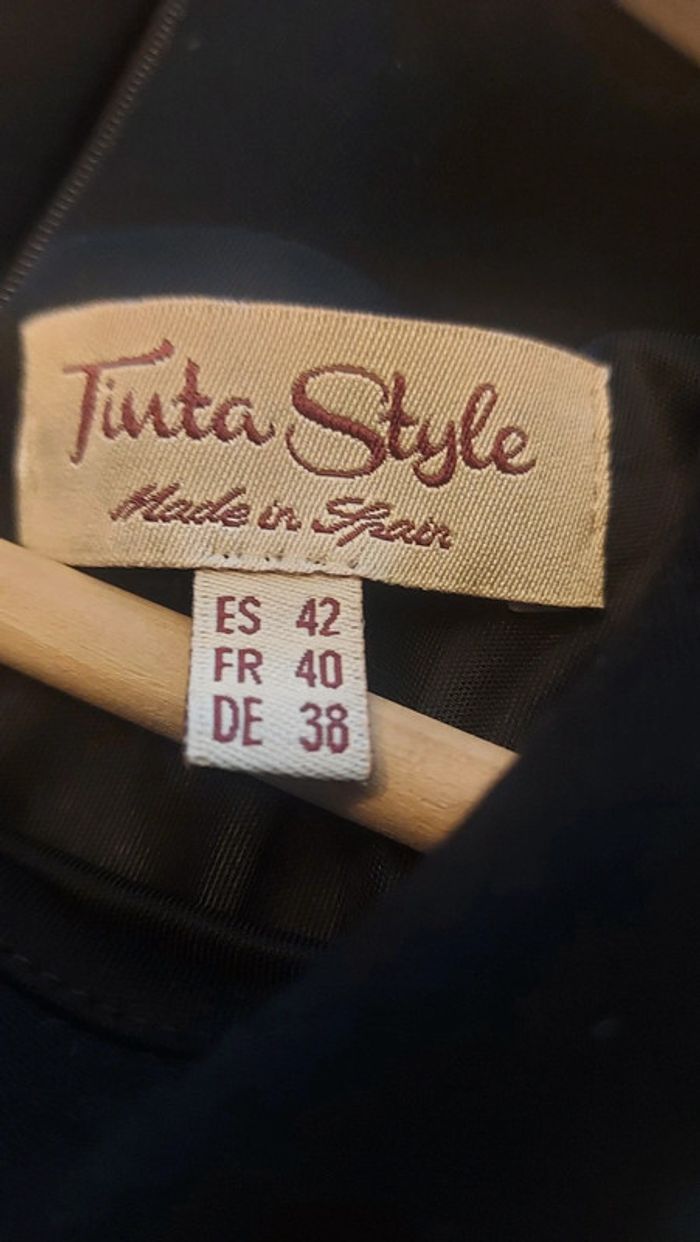 Tinta Style
Made in Spain
ES 42
FR 40
DE 38